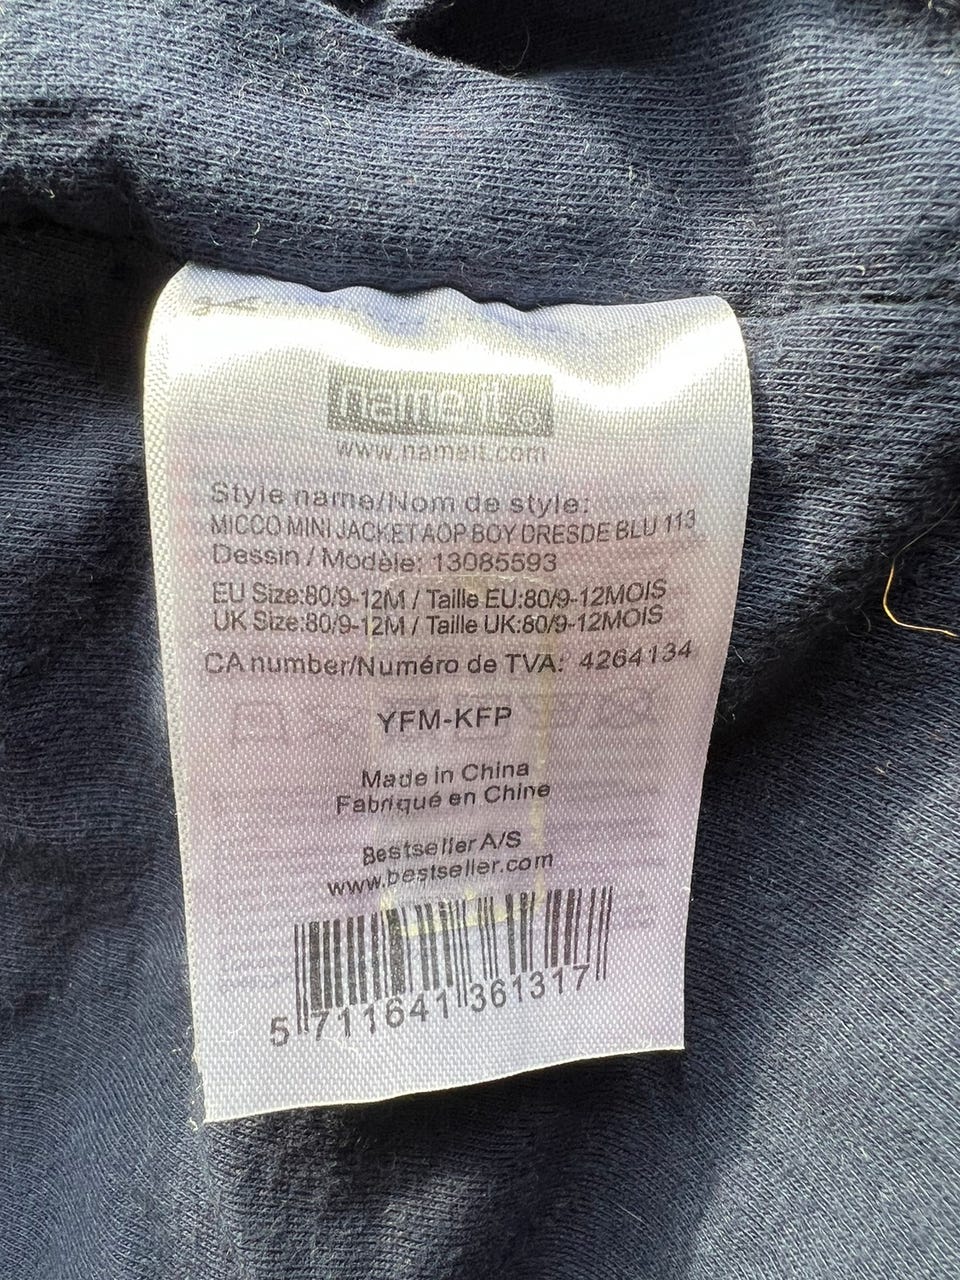 name it®
www.nameit.com
Style name/Nom de style:
MICCO MINI JACKET AOP BOY DRESDE BLU 113
Dessin / Modèle: 13085593
EU Size:80/9-12M / Taille EU:80/9-12MOIS
UK Size:80/9-12M / Taille UK:80/9-12MOIS
CA number/Numéro de TVA: 4264134
YFM-KFP
Made in China
Fabriqué en Chine
Bestseller A/S
www.bestseller.com
5 711641 361317